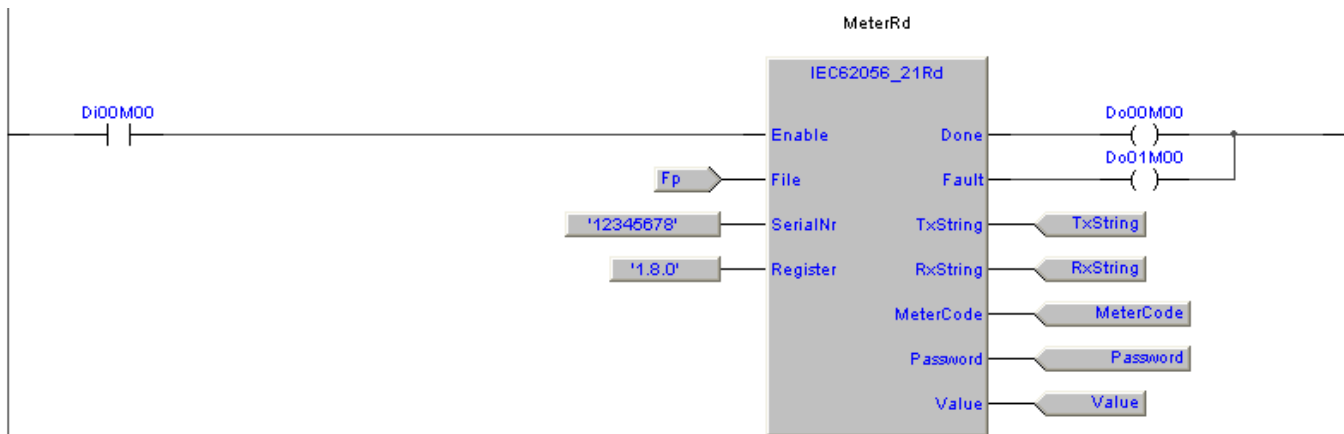 MeterRd
IEC62056_21Rd
Di00M00
Do00M00
Enable
Done
Do01M00
Fp
File
Fault
'12345678'
SerialNr
TxString
TxString
'1.8.0'
Register
RxString
RxString
MeterCode
MeterCode
Password
Password
Value
Value